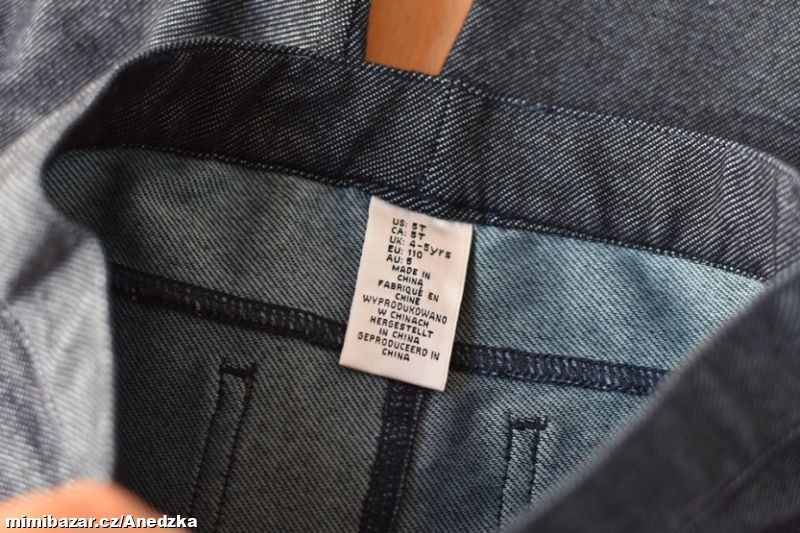 US: 5T
CA: 5T
UK: 4-5yrs
EU: 110
AU: 5
MADE IN
CHINA
FABRIQUÉ EN
CHINE
WYPRODUKOWANO
W CHINACH
HERGESTELLT
IN CHINA
GEPRODUCEERD IN
CHINA
mimibazar.cz/Anedzka